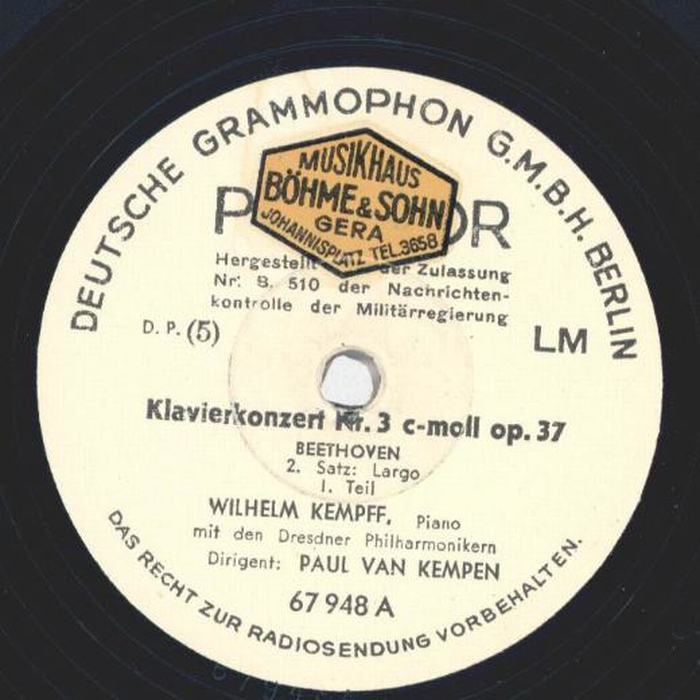 DEUTSCHE GRAMMOPHON G.M.B.H. BERLIN
MUSIKHAUS
BÖHME & SOHN
GERA
JOHANNISPLATZ TEL. 3658
Hergestellt der Zulassung
Nr. B. 510 der Nachrichten-
kontrolle der Militärregierung
D. P. (5)
LM
Klavierkonzert Nr. 3 c-moll op. 37
BEETHOVEN
2. Satz: Largo
1. Teil
WILHELM KEMPFF, Piano
mit den Dresdner Philharmonikern
Dirigent: PAUL VAN KEMPEN
67 948 A
DAS RECHT ZUR RADIOSENDUNG VORBEHALTEN.